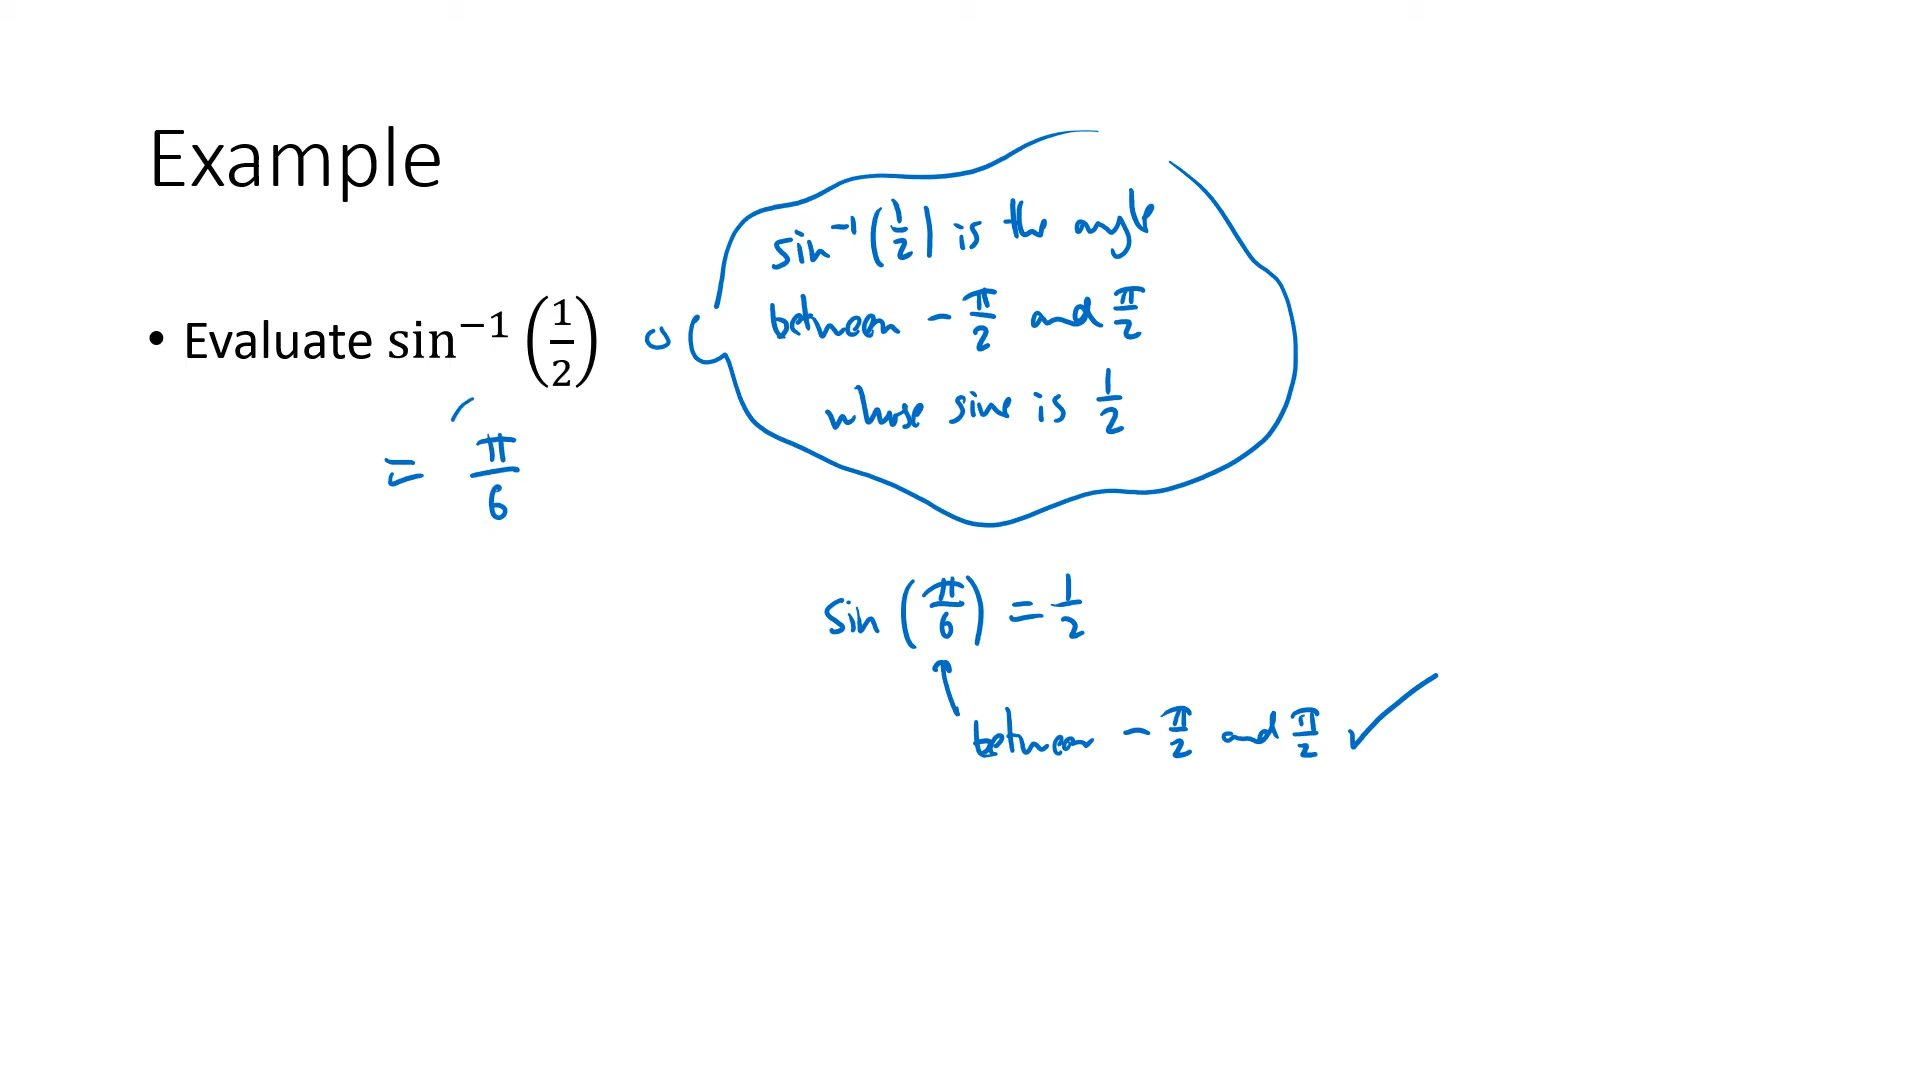 Example
• Evaluate sin⁻¹(1/2)
= π/6
sin⁻¹(1/2) is the angle
between -π/2 and π/2
whose sine is 1/2
sin(π/6) = 1/2
between -π/2 and π/2 ✓